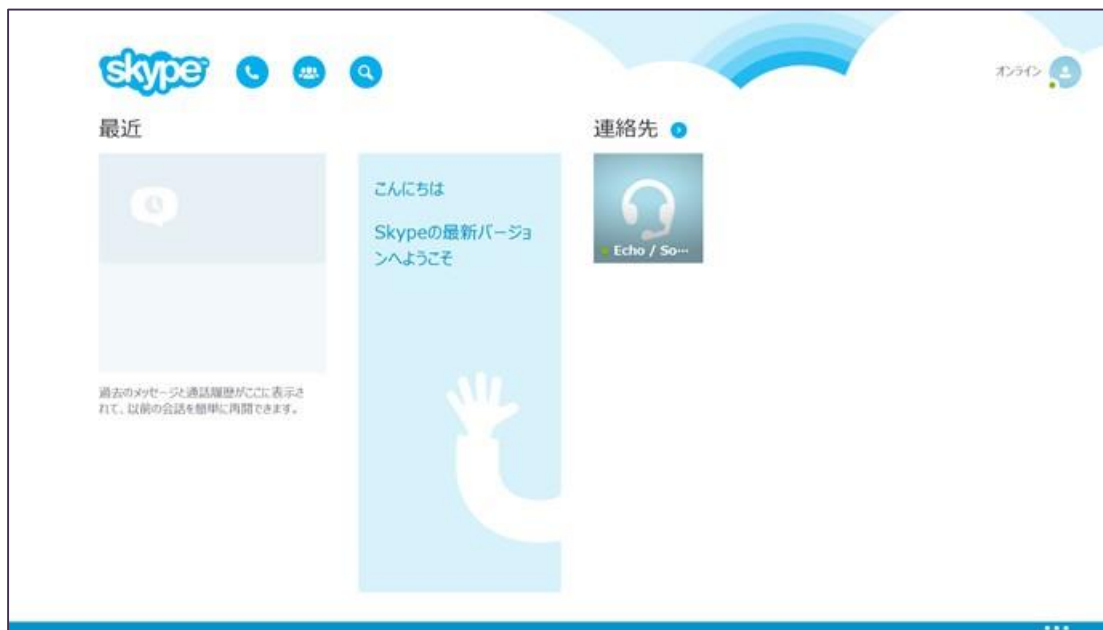 skype
オンライン
最近
連絡先
こんにちは
Skypeの最新バージョ
ンへようこそ
Echo / So…
過去のメッセージと通話履歴がここに表示さ
れて、以前の会話を簡単に再開できます。